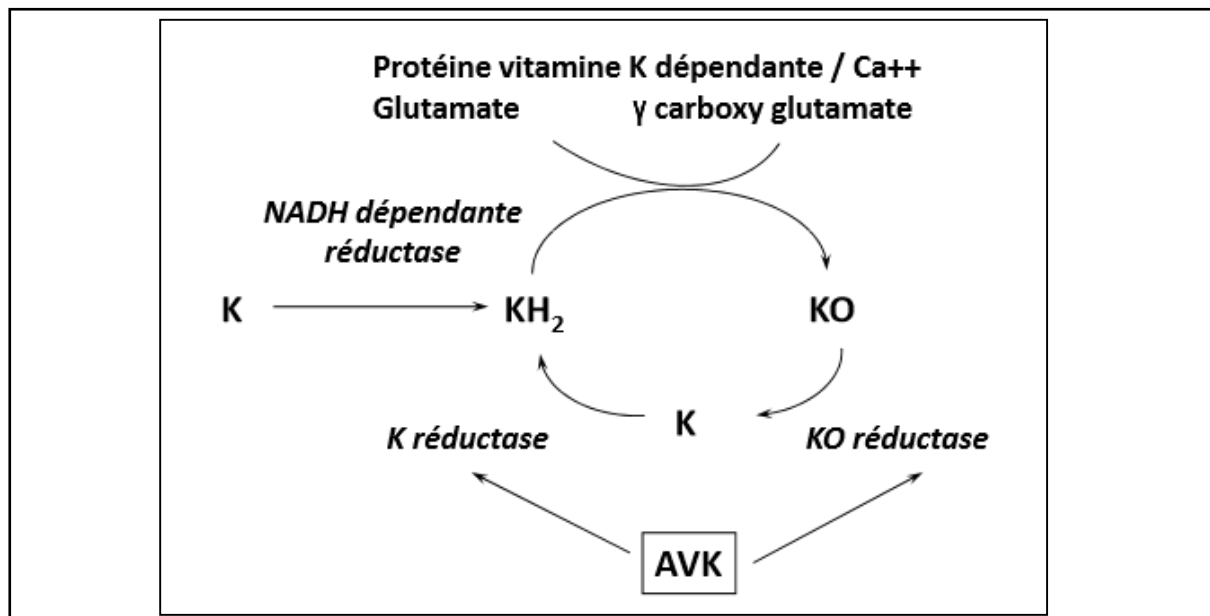 Protéine vitamine K dépendante / Ca++
Glutamate γ carboxy glutamate
NADH dépendante
réductase
K KH₂ KO
K
K réductase KO réductase
AVK